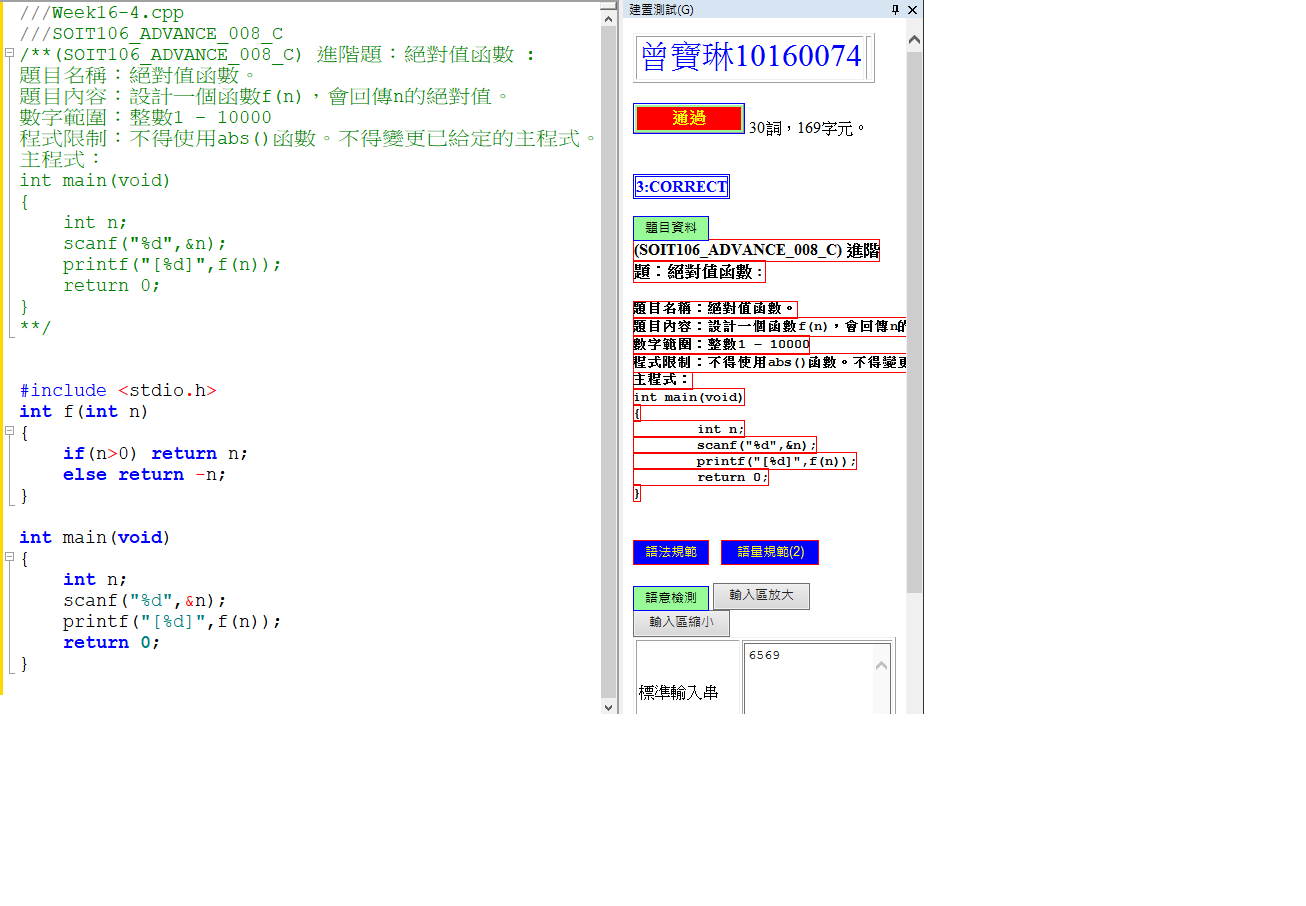 ///Week16-4.cpp
///SOIT106_ADVANCE_008_C
/**(SOIT106_ADVANCE_008_C) 進階題：絕對值函數 :
題目名稱：絕對值函數。
題目內容：設計一個函數f(n)，會回傳n的絕對值。
數字範圍：整數1 - 10000
程式限制：不得使用abs()函數。不得變更已給定的主程式。
主程式：
int main(void)
{
    int n;
    scanf("%d",&n);
    printf("[%d]",f(n));
    return 0;
}
**/
#include <stdio.h>
int f(int n)
{
    if(n>0) return n;
    else return -n;
}
int main(void)
{
    int n;
    scanf("%d",&n);
    printf("[%d]",f(n));
    return 0;
}
建置測試(G)
曾寶琳10160074
通過 30詞，169字元。
3:CORRECT
題目資料
(SOIT106_ADVANCE_008_C) 進階
題：絕對值函數 :
題目名稱：絕對值函數。
題目內容：設計一個函數f(n)，會回傳n的
數字範圍：整數1 - 10000
程式限制：不得使用abs()函數。不得變更
主程式：
int main(void)
{
        int n;
        scanf("%d",&n);
        printf("[%d]",f(n));
        return 0;
}
語法規範 語量規範(2)
語意檢測 輸入區放大
輸入區縮小
6569
標準輸入串